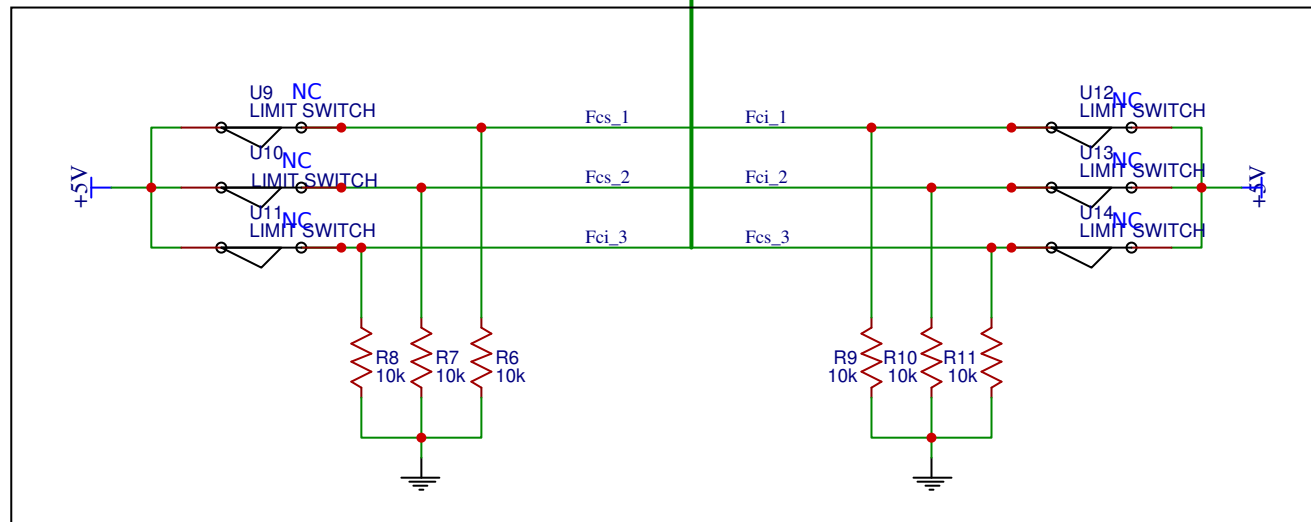 U9 NC
LIMIT SWITCH
U10 NC
LIMIT SWITCH
U11 NC
LIMIT SWITCH
+5V
Fcs_1 Fci_1
Fcs_2 Fci_2
Fci_3 Fcs_3
U12 NC
LIMIT SWITCH
U13 NC
LIMIT SWITCH
U14 NC
LIMIT SWITCH
+5V
R8 R7 R6
10k 10k 10k
R9 R10 R11
10k 10k 10k